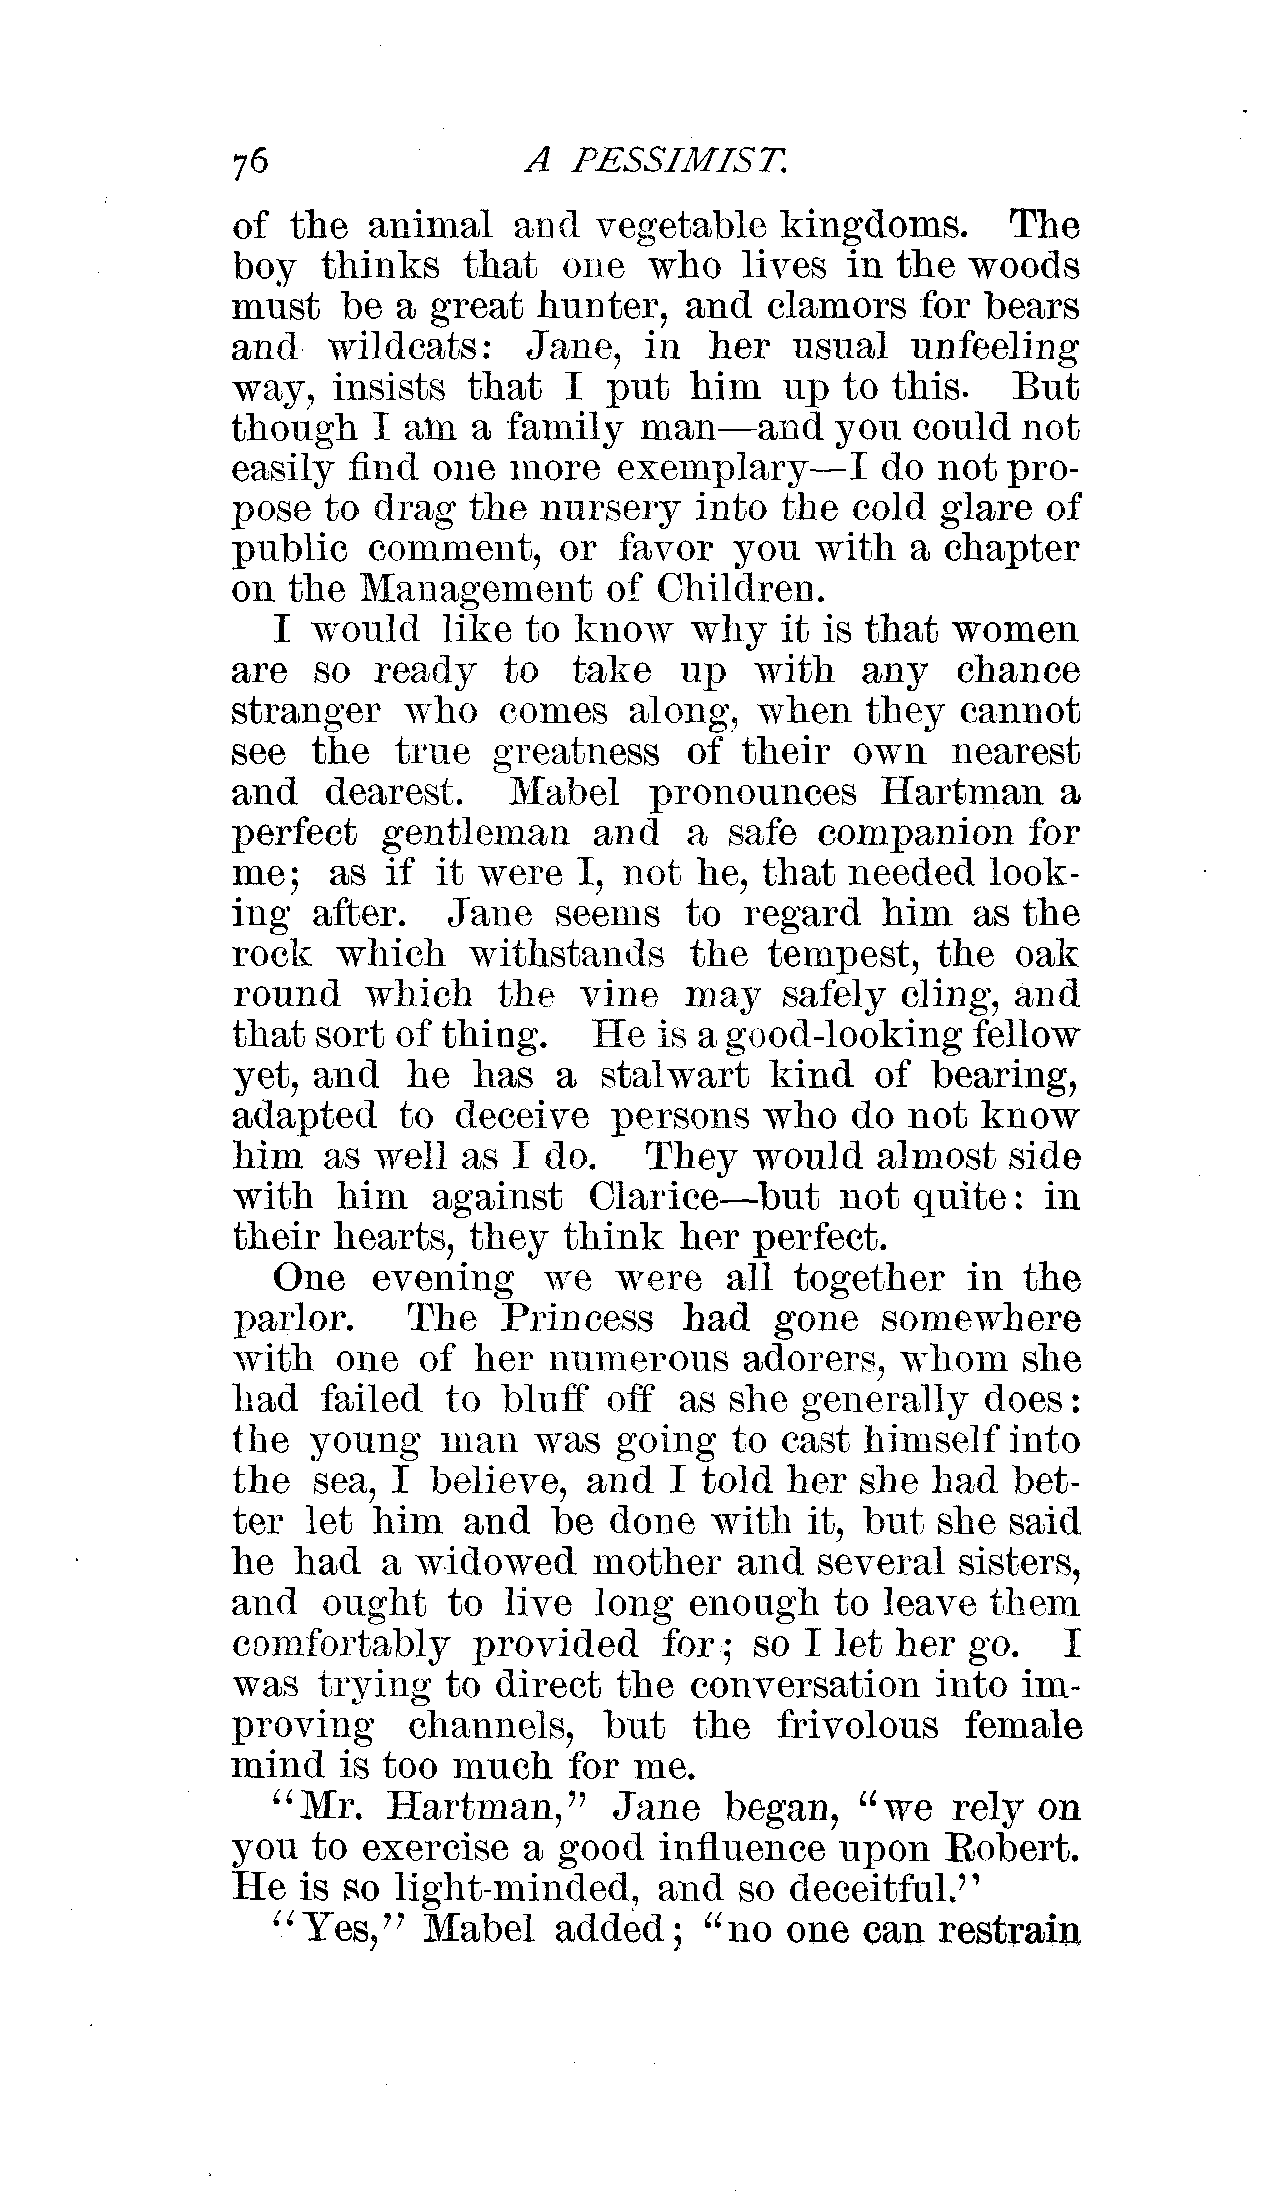 76 A PESSIMIST.
of the animal and vegetable kingdoms. The
boy thinks that one who lives in the woods
must be a great hunter, and clamors for bears
and wildcats: Jane, in her usual unfeeling
way, insists that I put him up to this. But
though I am a family man—and you could not
easily find one more exemplary—I do not pro-
pose to drag the nursery into the cold glare of
public comment, or favor you with a chapter
on the Management of Children.
I would like to know why it is that women
are so ready to take up with any chance
stranger who comes along, when they cannot
see the true greatness of their own nearest
and dearest. Mabel pronounces Hartman a
perfect gentleman and a safe companion for
me; as if it were I, not he, that needed look-
ing after. Jane seems to regard him as the
rock which withstands the tempest, the oak
round which the vine may safely cling, and
that sort of thing. He is a good-looking fellow
yet, and he has a stalwart kind of bearing,
adapted to deceive persons who do not know
him as well as I do. They would almost side
with him against Clarice—but not quite: in
their hearts, they think her perfect.
One evening we were all together in the
parlor. The Princess had gone somewhere
with one of her numerous adorers, whom she
had failed to bluff off as she generally does:
the young man was going to cast himself into
the sea, I believe, and I told her she had bet-
ter let him and be done with it, but she said
he had a widowed mother and several sisters,
and ought to live long enough to leave them
comfortably provided for; so I let her go. I
was trying to direct the conversation into im-
proving channels, but the frivolous female
mind is too much for me.
"Mr. Hartman," Jane began, "we rely on
you to exercise a good influence upon Robert.
He is so light-minded, and so deceitful."
"Yes," Mabel added; "no one can restrain